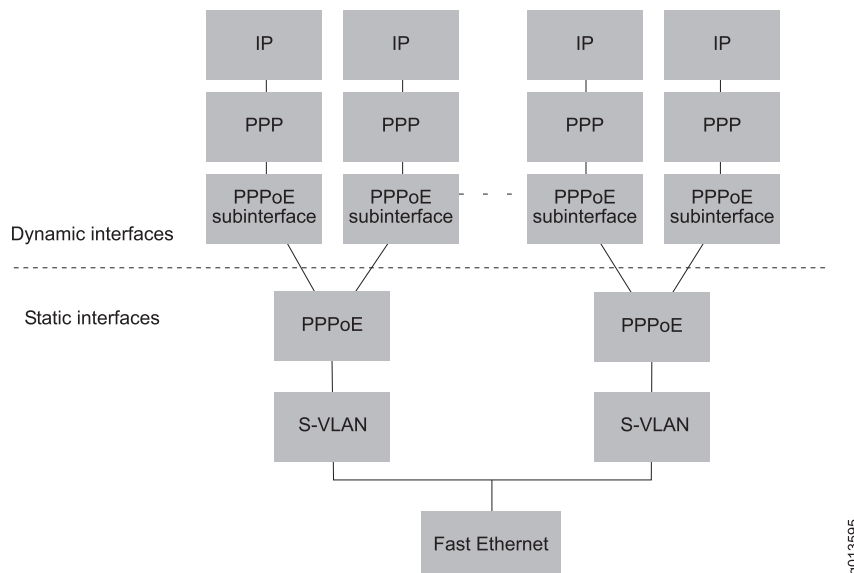 IP
IP
IP
IP
PPP
PPP
PPP
PPP
PPPoE
subinterface
PPPoE
subinterface
PPPoE
subinterface
PPPoE
subinterface
Dynamic interfaces
Static interfaces
PPPoE
PPPoE
S-VLAN
S-VLAN
Fast Ethernet
g013595